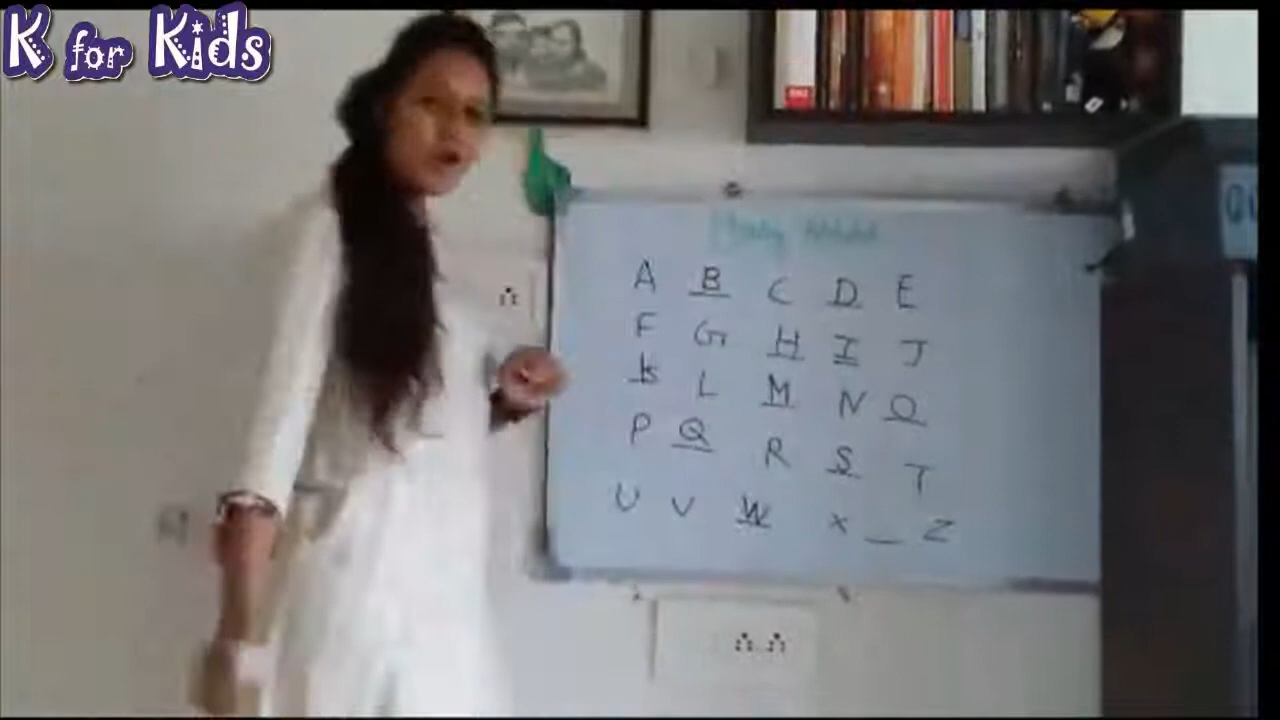 K for Kids
A B C D E
F G H I J
K L M N O
P Q R S T
U V W X _ Z